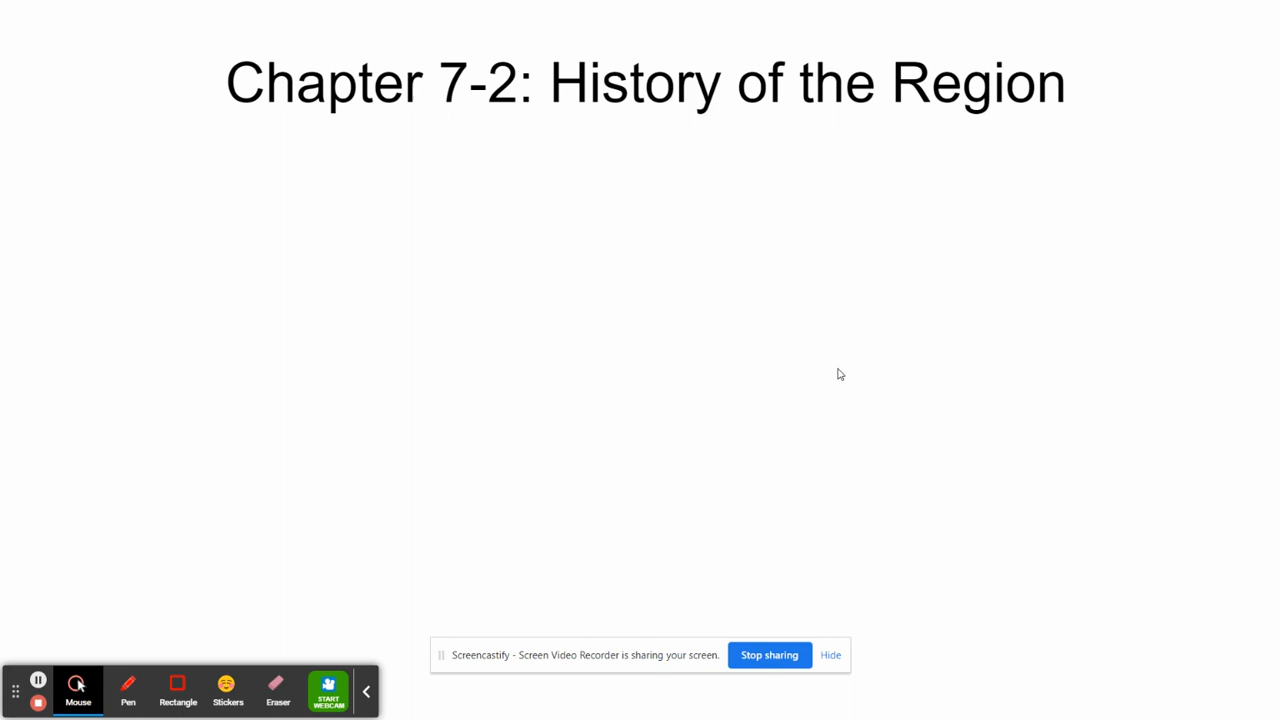 Chapter 7-2: History of the Region
Screencastify - Screen Video Recorder is sharing your screen. Stop sharing Hide
Mouse Pen Rectangle Stickers Eraser START WEBCAM